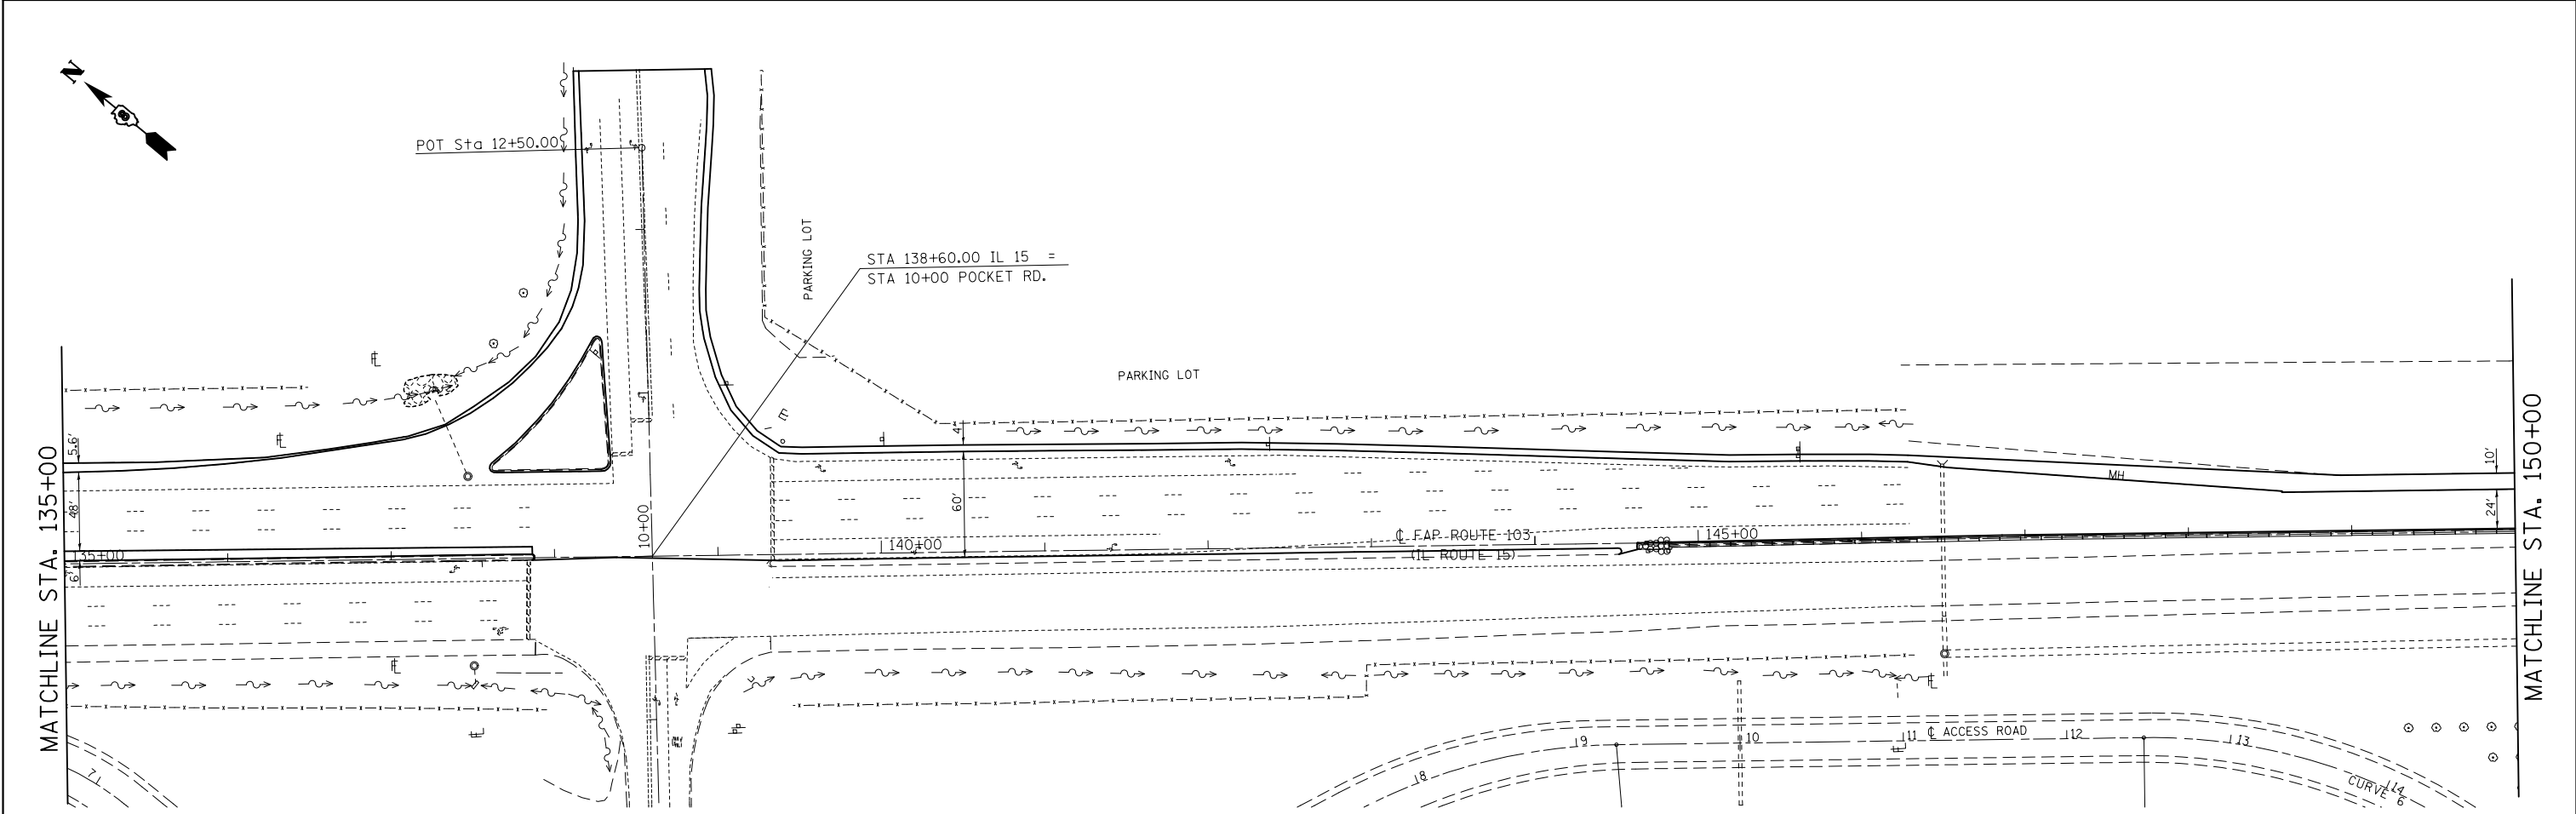 N
POT Sta 12+50.00
PARKING LOT
STA 138+60.00 IL 15 =
STA 10+00 POCKET RD.
PARKING LOT
MATCHLINE STA. 135+00
5.6'
48'
6'
135+00
10+00
4'
60'
140+00
℄ FAP ROUTE 103
(IL ROUTE 15)
145+00
MH
10'
24'
MATCHLINE STA. 150+00
7
8
9
10
11
℄ ACCESS ROAD
12
13
14
CURVE 6